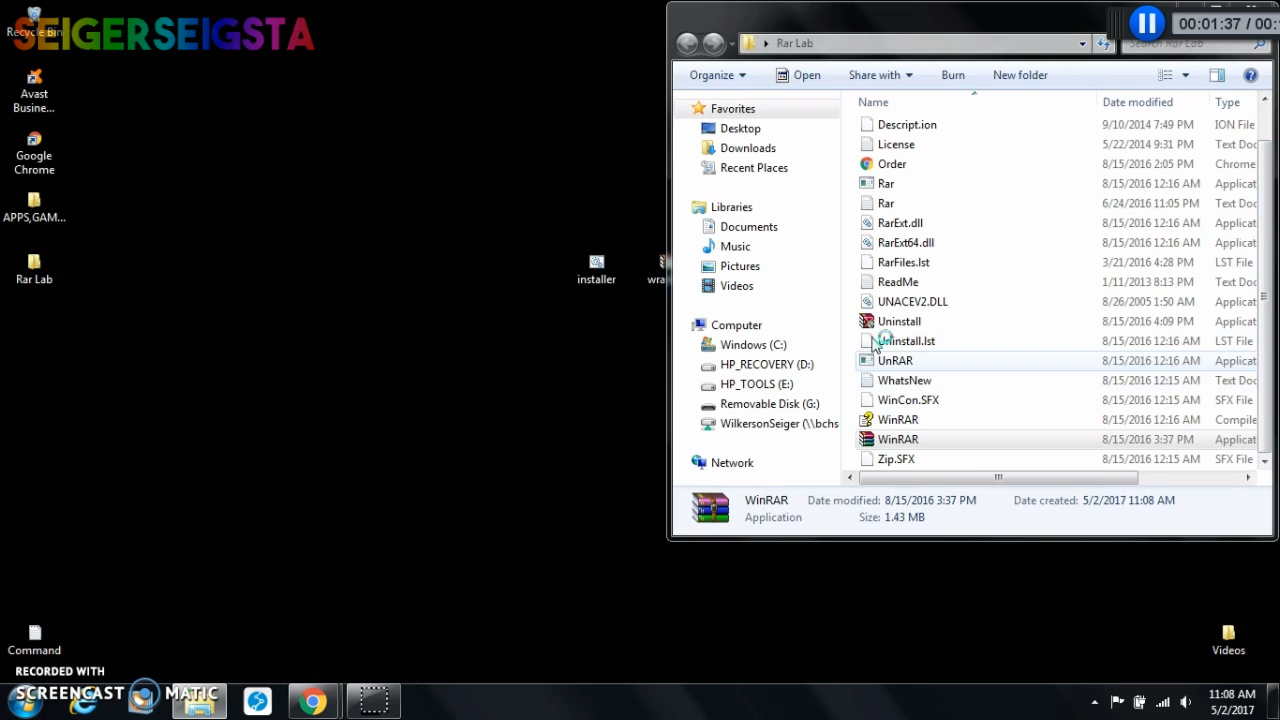 Recycle Bin
SEIGERSEIGSTA
Avast
Busine...
Google
Chrome
APPS,GAM...
Rar Lab
installer
wra
Command
RECORDED WITH
SCREENCAST
MATIC
00:01:37 / 00:
Rar Lab
Search Rar Lab
Organize
Open
Share with
Burn
New folder
Favorites
Desktop
Downloads
Recent Places
Libraries
Documents
Music
Pictures
Videos
Computer
Windows (C:)
HP_RECOVERY (D:)
HP_TOOLS (E:)
Removable Disk (G:)
WilkersonSeiger (\\bchs
Network
Name Date modified Type
Descript.ion 9/10/2014 7:49 PM ION File
License 5/22/2014 9:31 PM Text Doc
Order 8/15/2016 2:05 PM Chrome
Rar 8/15/2016 12:16 AM Applicat
Rar 6/24/2016 11:05 PM Text Doc
RarExt.dll 8/15/2016 12:16 AM Applicat
RarExt64.dll 8/15/2016 12:16 AM Applicat
RarFiles.lst 3/21/2016 4:28 PM LST File
ReadMe 1/11/2013 8:13 PM Text Doc
UNACEV2.DLL 8/26/2005 1:50 AM Applicat
Uninstall 8/15/2016 4:09 PM Applicat
Uninstall.lst 8/15/2016 12:16 AM LST File
UnRAR 8/15/2016 12:16 AM Applicat
WhatsNew 8/15/2016 12:15 AM Text Doc
WinCon.SFX 8/15/2016 12:15 AM SFX File
WinRAR 8/15/2016 12:16 AM Compile
WinRAR 8/15/2016 3:37 PM Applicat
Zip.SFX 8/15/2016 12:15 AM SFX File
WinRAR Date modified: 8/15/2016 3:37 PM Date created: 5/2/2017 11:08 AM
Application Size: 1.43 MB
Videos
11:08 AM
5/2/2017